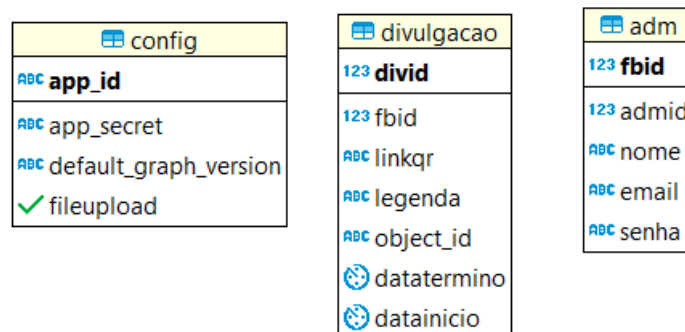 config
ABC app_id
ABC app_secret
ABC default_graph_version
fileupload
divulgacao
123 divid
123 fbid
ABC linkqr
ABC legenda
ABC object_id
datatermino
datainicio
adm
123 fbid
123 admid
ABC nome
ABC email
ABC senha